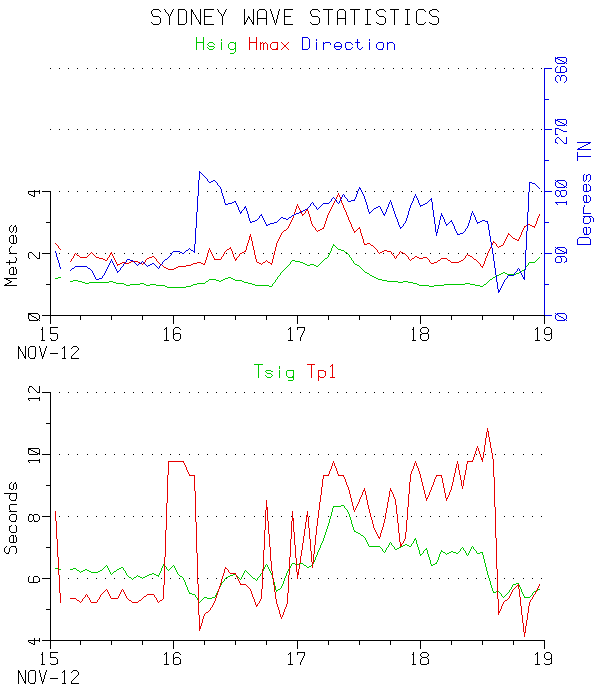 SYDNEY WAVE STATISTICS
Hsig Hmax Direction
360
270
180
90
0
Degrees TN
4
2
0
Metres
15 16 17 18 19
NOV-12
Tsig Tp1
12
10
8
6
4
Seconds
15 16 17 18 19
NOV-12